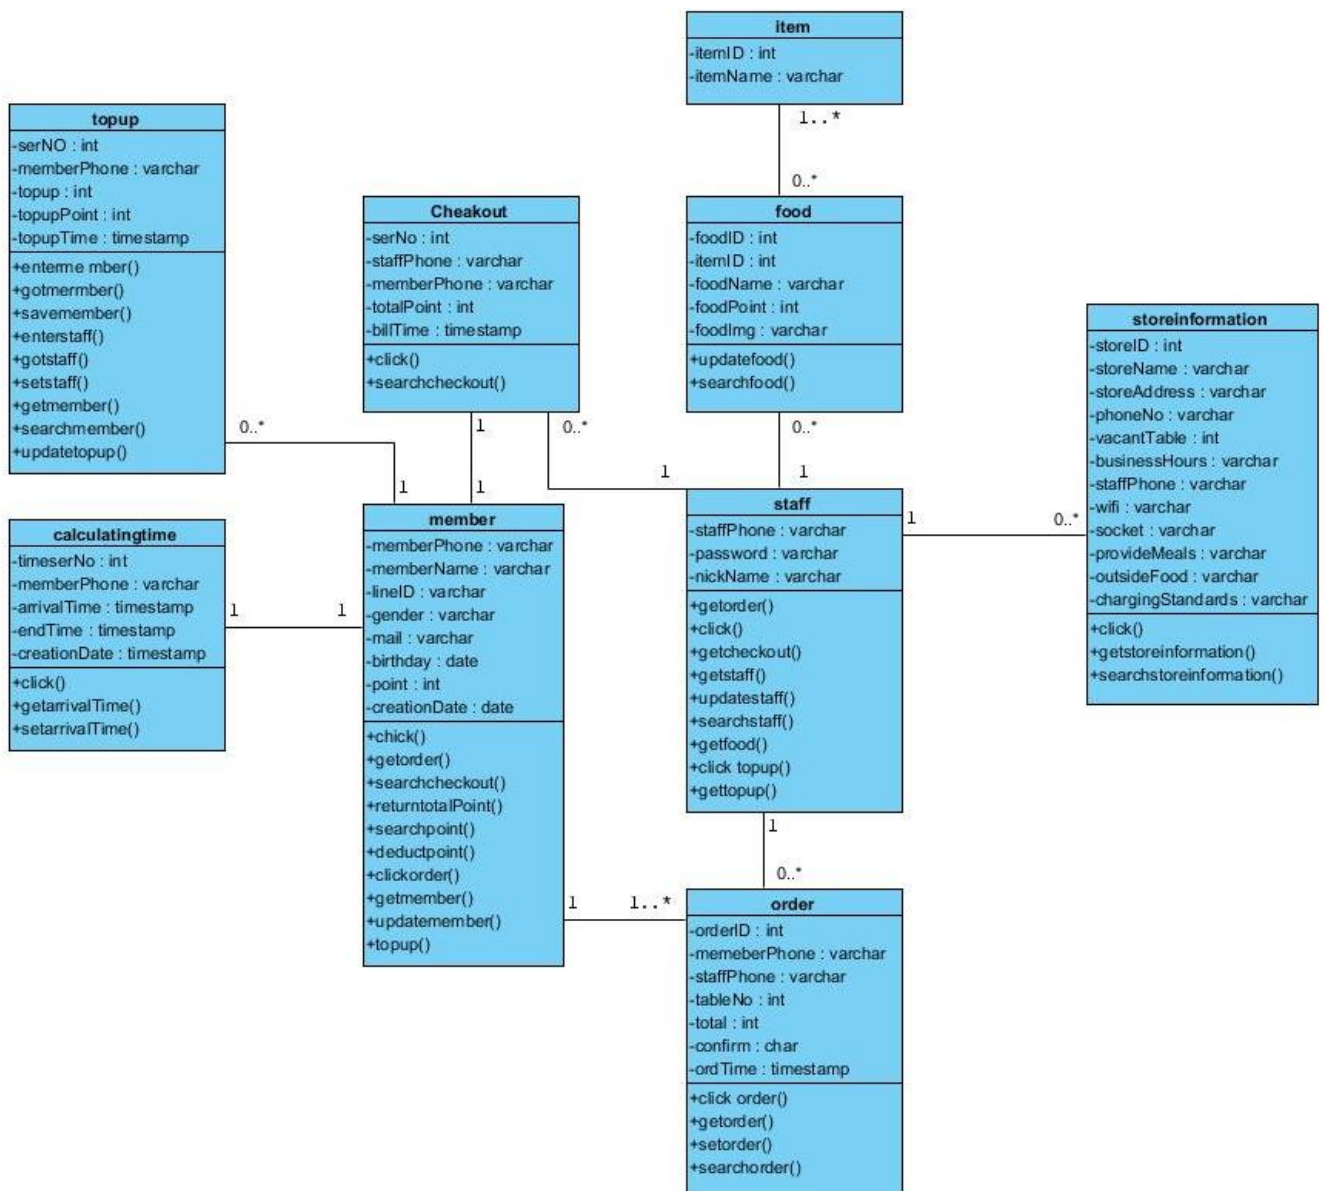 item
-itemID : int
-itemName : varchar
1..*
0..*
topup
-serNO : int
-memberPhone : varchar
-topup : int
-topupPoint : int
-topupTime : timestamp
+enterme mber()
+gotmermber()
+savemember()
+enterstaff()
+gotstaff()
+setstaff()
+getmember()
+searchmember()
+updatetopup()
0..*
1
Cheakout
-serNo : int
-staffPhone : varchar
-memberPhone : varchar
-totalPoint : int
-billTime : timestamp
+click()
+searchcheckout()
1
1
0..*
1
food
-foodID : int
-itemID : int
-foodName : varchar
-foodPoint : int
-foodImg : varchar
+updatefood()
+searchfood()
0..*
1
storeinformation
-storeID : int
-storeName : varchar
-storeAddress : varchar
-phoneNo : varchar
-vacantTable : int
-businessHours : varchar
-staffPhone : varchar
-wifi : varchar
-socket : varchar
-provideMeals : varchar
-outsideFood : varchar
-chargingStandards : varchar
+click()
+getstoreinformation()
+searchstoreinformation()
calculatingtime
-timeserNo : int
-memberPhone : varchar
-arrivalTime : timestamp
-endTime : timestamp
-creationDate : timestamp
+click()
+getarrivalTime()
+setarrivalTime()
1
1
member
-memberPhone : varchar
-memberName : varchar
-lineID : varchar
-gender : varchar
-mail : varchar
-birthday : date
-point : int
-creationDate : date
+chick()
+getorder()
+searchcheckout()
+returntotalPoint()
+searchpoint()
+deductpoint()
+clickorder()
+getmember()
+updatemember()
+topup()
1
1..*
staff
-staffPhone : varchar
-password : varchar
-nickName : varchar
+getorder()
+click()
+getcheckout()
+getstaff()
+updatestaff()
+searchstaff()
+getfood()
+click topup()
+gettopup()
1
0..*
1
0..*
order
-orderID : int
-memeberPhone : varchar
-staffPhone : varchar
-tableNo : int
-total : int
-confirm : char
-ordTime : timestamp
+click order()
+getorder()
+setorder()
+searchorder()